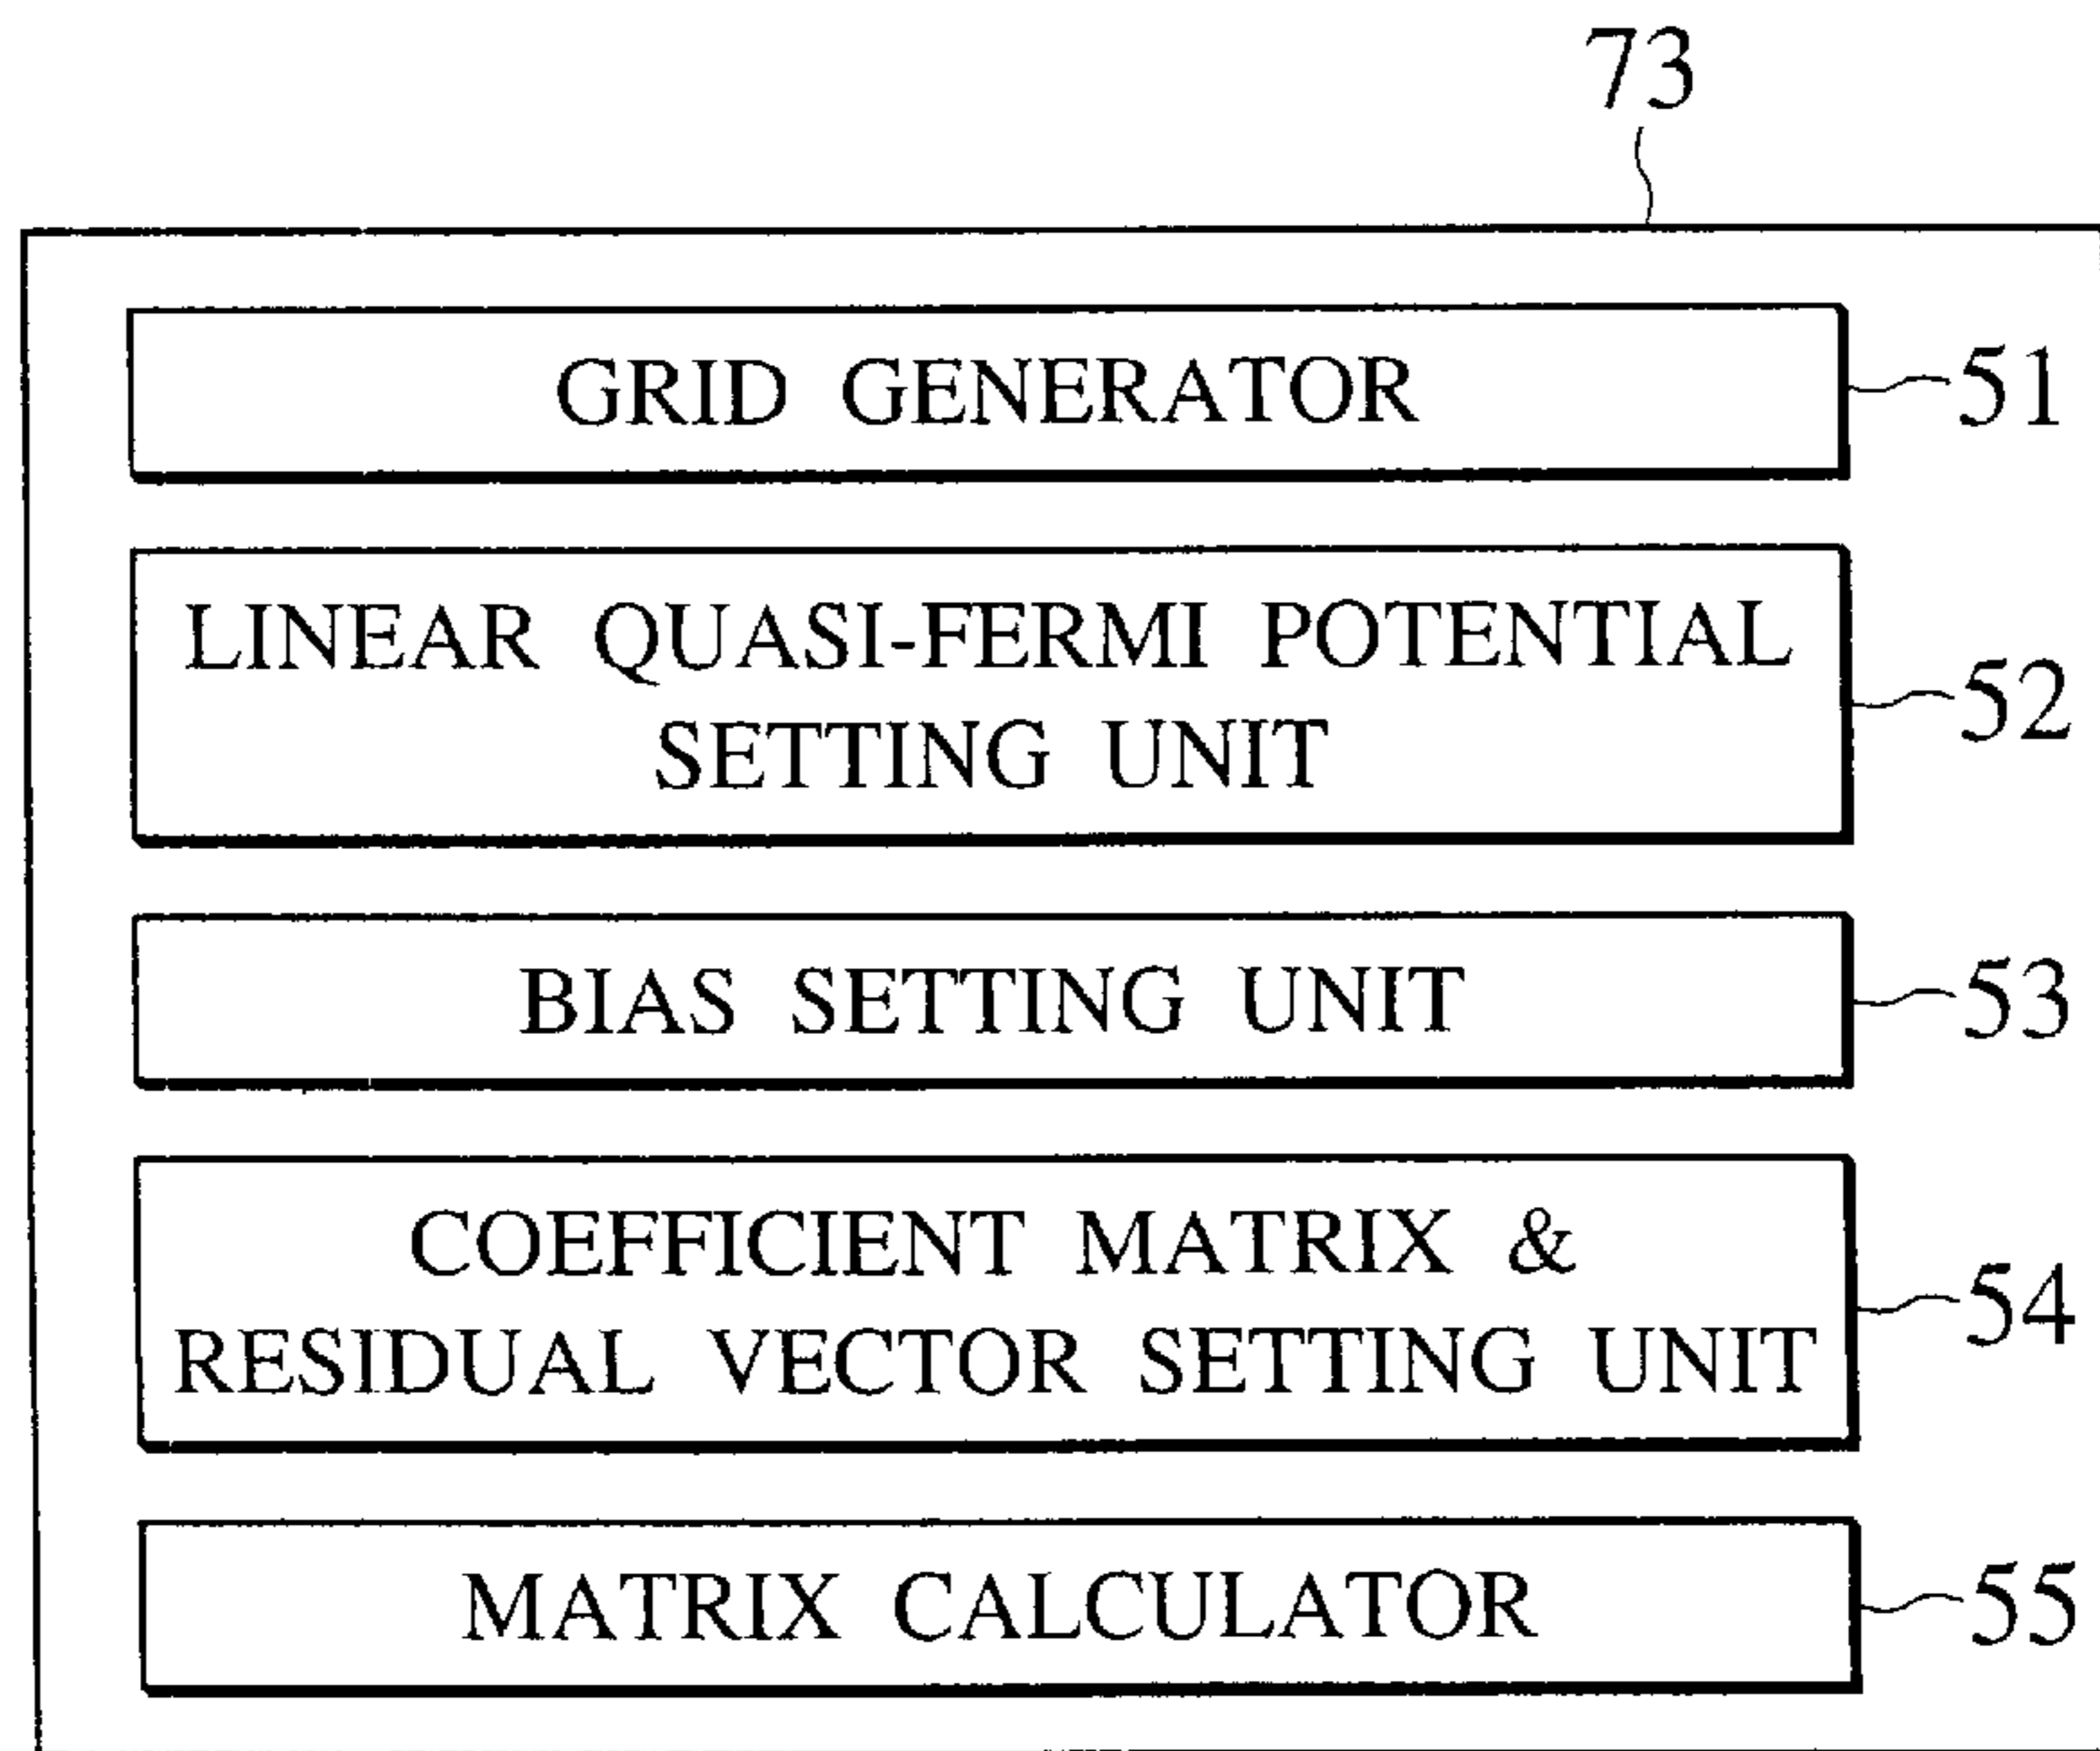 73
GRID GENERATOR
51
LINEAR QUASI-FERMI POTENTIAL
SETTING UNIT
52
BIAS SETTING UNIT
53
COEFFICIENT MATRIX &
RESIDUAL VECTOR SETTING UNIT
54
MATRIX CALCULATOR
55